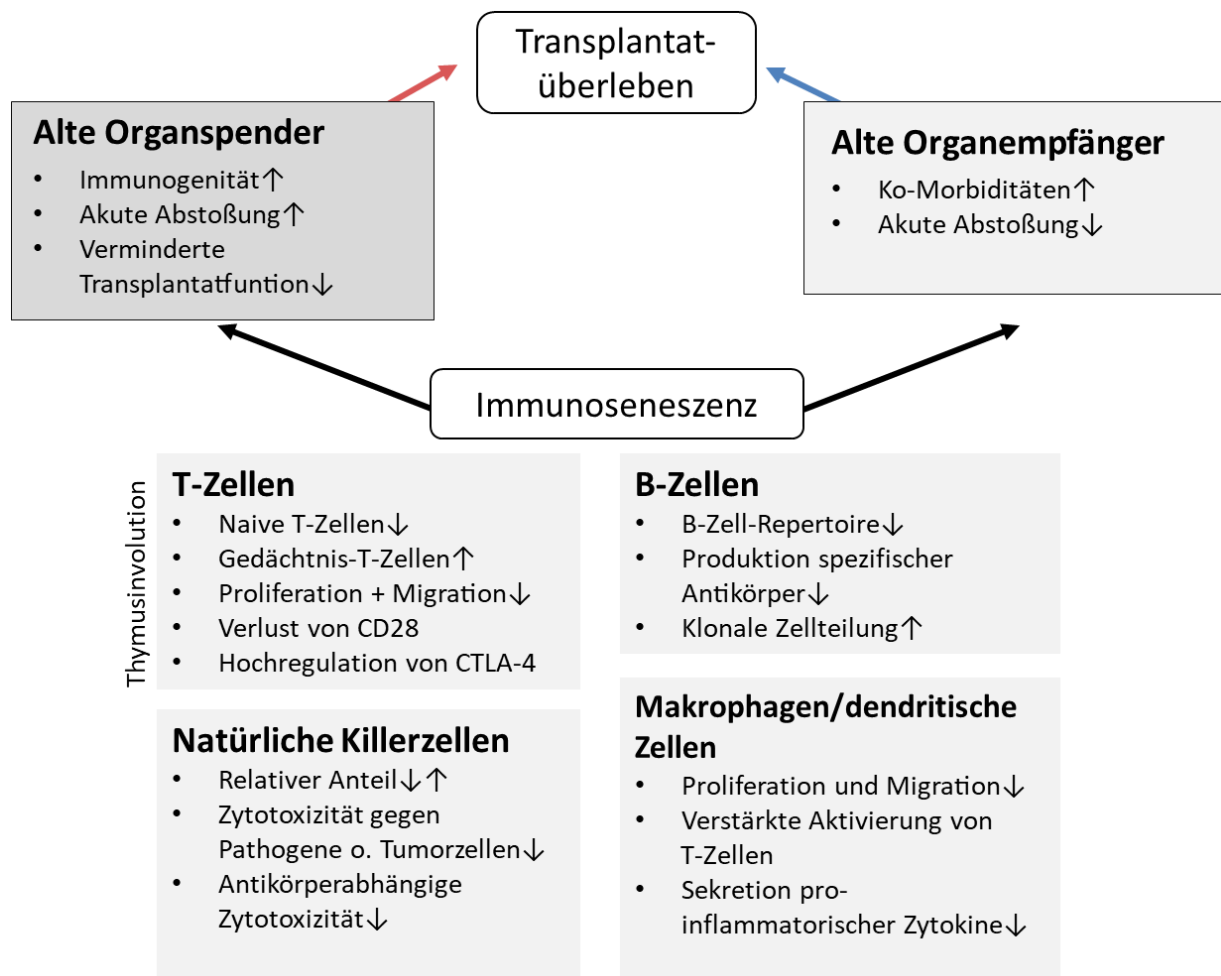 Transplantat-
überleben
Alte Organspender
• Immunogenität↑
• Akute Abstoßung↑
• Verminderte
Transplantatfuntion↓
Alte Organempfänger
• Ko-Morbiditäten↑
• Akute Abstoßung↓
Immunoseneszenz
Thymusinvolution
T-Zellen
• Naive T-Zellen↓
• Gedächtnis-T-Zellen↑
• Proliferation + Migration↓
• Verlust von CD28
• Hochregulation von CTLA-4
B-Zellen
• B-Zell-Repertoire↓
• Produktion spezifischer
Antikörper↓
• Klonale Zellteilung↑
Natürliche Killerzellen
• Relativer Anteil↓↑
• Zytotoxizität gegen
Pathogene o. Tumorzellen↓
• Antikörperabhängige
Zytotoxizität↓
Makrophagen/dendritische
Zellen
• Proliferation und Migration↓
• Verstärkte Aktivierung von
T-Zellen
• Sekretion pro-
inflammatorischer Zytokine↓